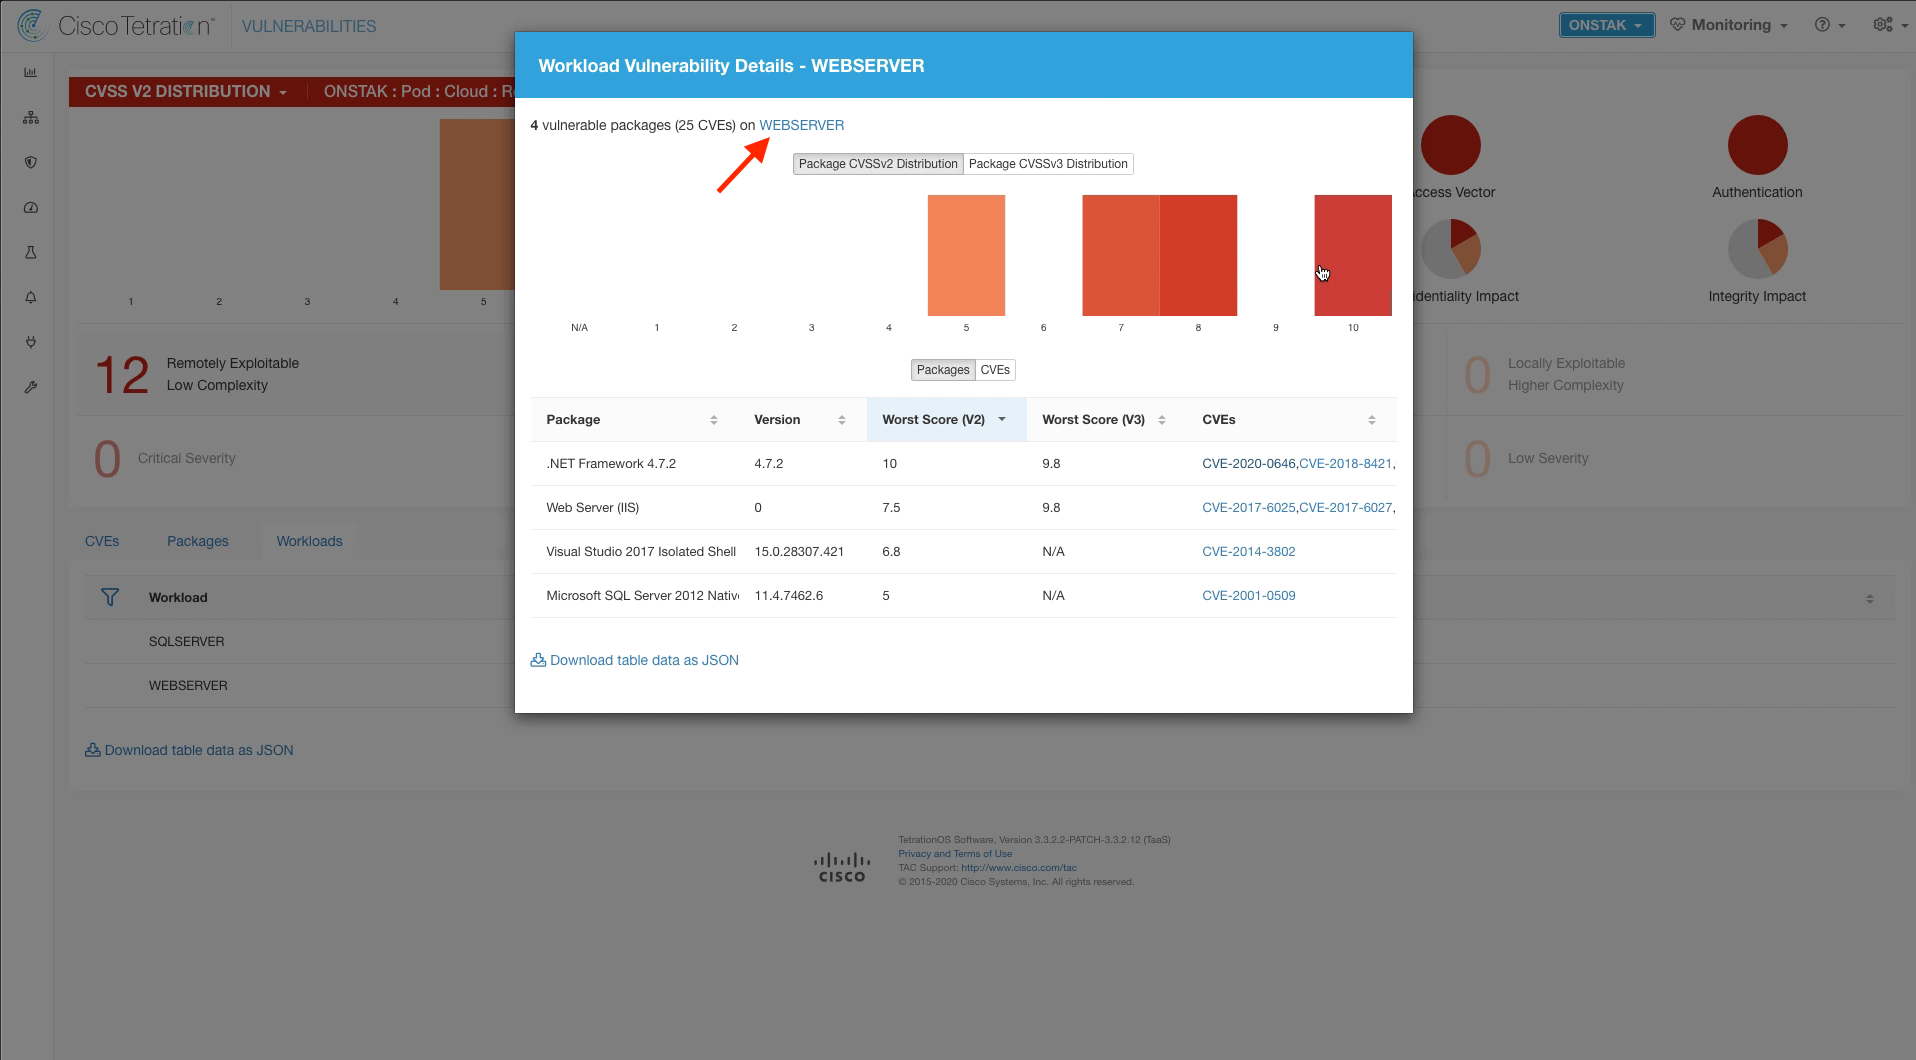 Cisco Tetration™ VULNERABILITIES
ONSTAK Monitoring ?
Workload Vulnerability Details - WEBSERVER
CVSS V2 DISTRIBUTION ONSTAK : Pod : Cloud :
4 vulnerable packages (25 CVEs) on WEBSERVER
Package CVSSv2 Distribution Package CVSSv3 Distribution
N/A 1 2 3 4 5 6 7 8 9 10
1 2 3 4 5
ccess Vector Authentication
identiality Impact Integrity Impact
12 Remotely Exploitable
Low Complexity
0 Locally Exploitable
Higher Complexity
0 Critical Severity
0 Low Severity
Packages CVEs
Package Version Worst Score (V2) Worst Score (V3) CVEs
.NET Framework 4.7.2 4.7.2 10 9.8 CVE-2020-0646,CVE-2018-8421,
Web Server (IIS) 0 7.5 9.8 CVE-2017-6025,CVE-2017-6027,
Visual Studio 2017 Isolated Shell 15.0.28307.421 6.8 N/A CVE-2014-3802
Microsoft SQL Server 2012 Nativ 11.4.7462.6 5 N/A CVE-2001-0509
Download table data as JSON
CVEs Packages Workloads
Workload
SQLSERVER
WEBSERVER
Download table data as JSON
CISCO
TetrationOS Software, Version 3.3.2.2-PATCH-3.3.2.12 (TaaS)
Privacy and Terms of Use
TAC Support: http://www.cisco.com/tac
© 2015-2020 Cisco Systems, Inc. All rights reserved.